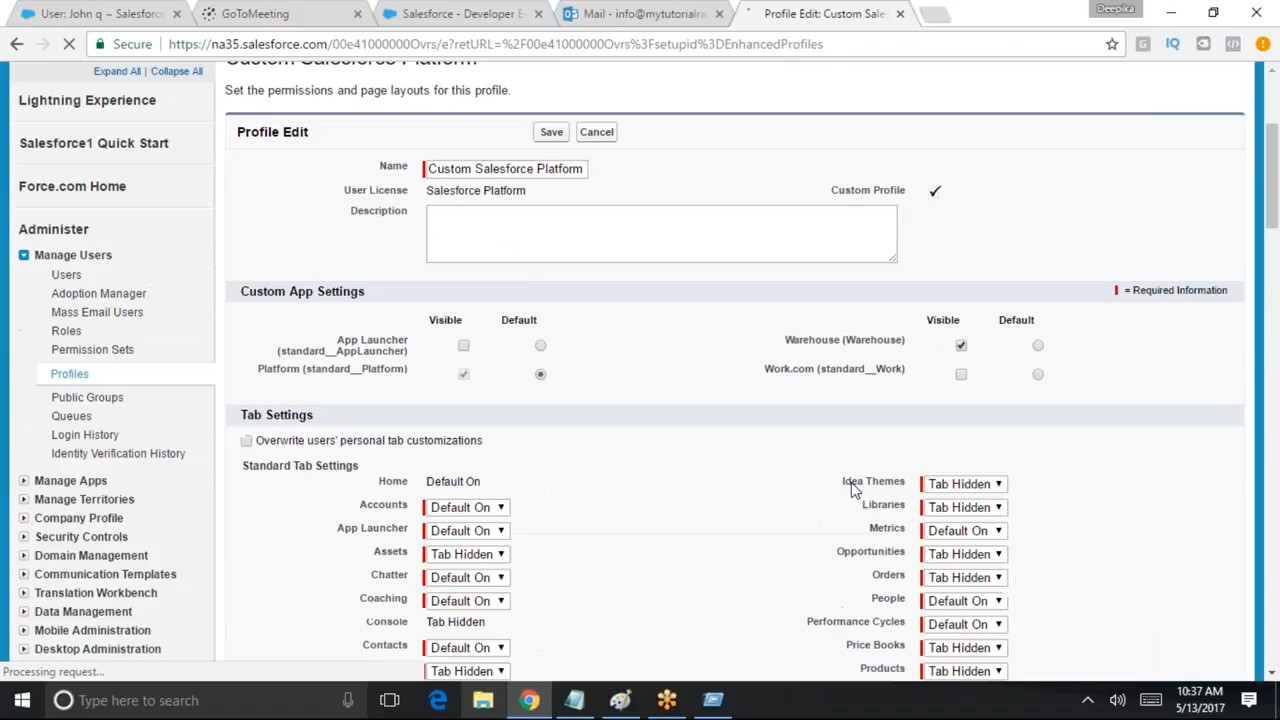 User: John q ~ Salesforc
GoToMeeting
Salesforce - Developer E
Mail - info@mytutorialr
Profile Edit: Custom Sales
Deepika
Secure
https://na35.salesforce.com/00e41000000Ovrs/e?retURL=%2F00e41000000Ovrs%3Fsetupid%3DEnhancedProfiles
Expand All | Collapse All
Lightning Experience
Salesforce1 Quick Start
Force.com Home
Administer
Manage Users
Users
Adoption Manager
Mass Email Users
Roles
Permission Sets
Profiles
Public Groups
Queues
Login History
Identity Verification History
Manage Apps
Manage Territories
Company Profile
Security Controls
Domain Management
Communication Templates
Translation Workbench
Data Management
Mobile Administration
Desktop Administration
Custom Salesforce Platform
Set the permissions and page layouts for this profile.
Profile Edit
Save
Cancel
Name
Custom Salesforce Platform
User License
Salesforce Platform
Custom Profile
Description
Custom App Settings
= Required Information
Visible
Default
Visible
Default
App Launcher
(standard__AppLauncher)
Warehouse (Warehouse)
Platform (standard__Platform)
Work.com (standard__Work)
Tab Settings
Overwrite users' personal tab customizations
Standard Tab Settings
Home
Default On
Idea Themes
Tab Hidden
Accounts
Default On
Libraries
Tab Hidden
App Launcher
Default On
Metrics
Default On
Assets
Tab Hidden
Opportunities
Tab Hidden
Chatter
Default On
Orders
Tab Hidden
Coaching
Default On
People
Default On
Console
Tab Hidden
Performance Cycles
Default On
Contacts
Default On
Price Books
Tab Hidden
Tab Hidden
Products
Tab Hidden
Processing request...
Type here to search
10:37 AM
5/13/2017